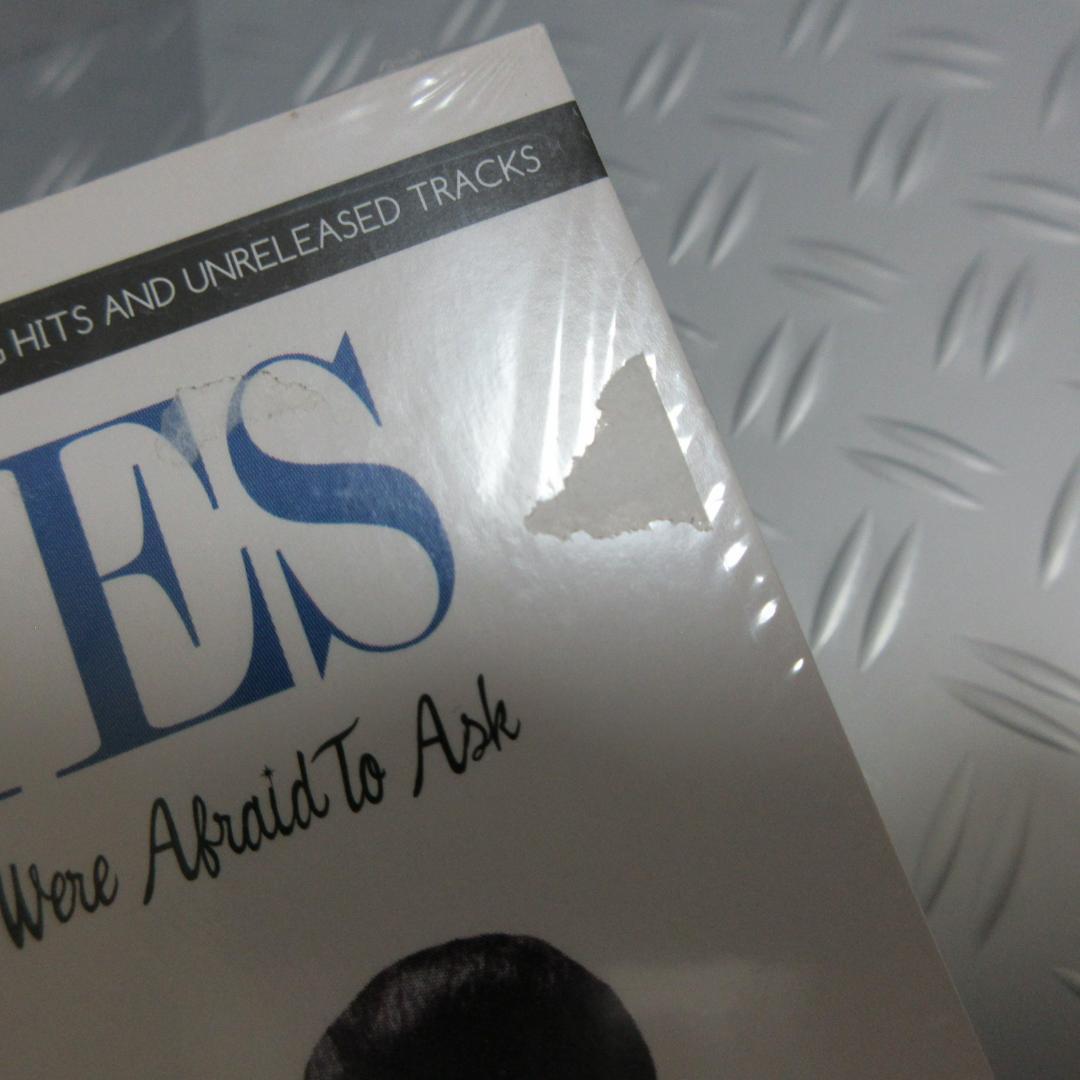 HITS AND UNRELEASED TRACKS
ES
Were Afraid To Ask